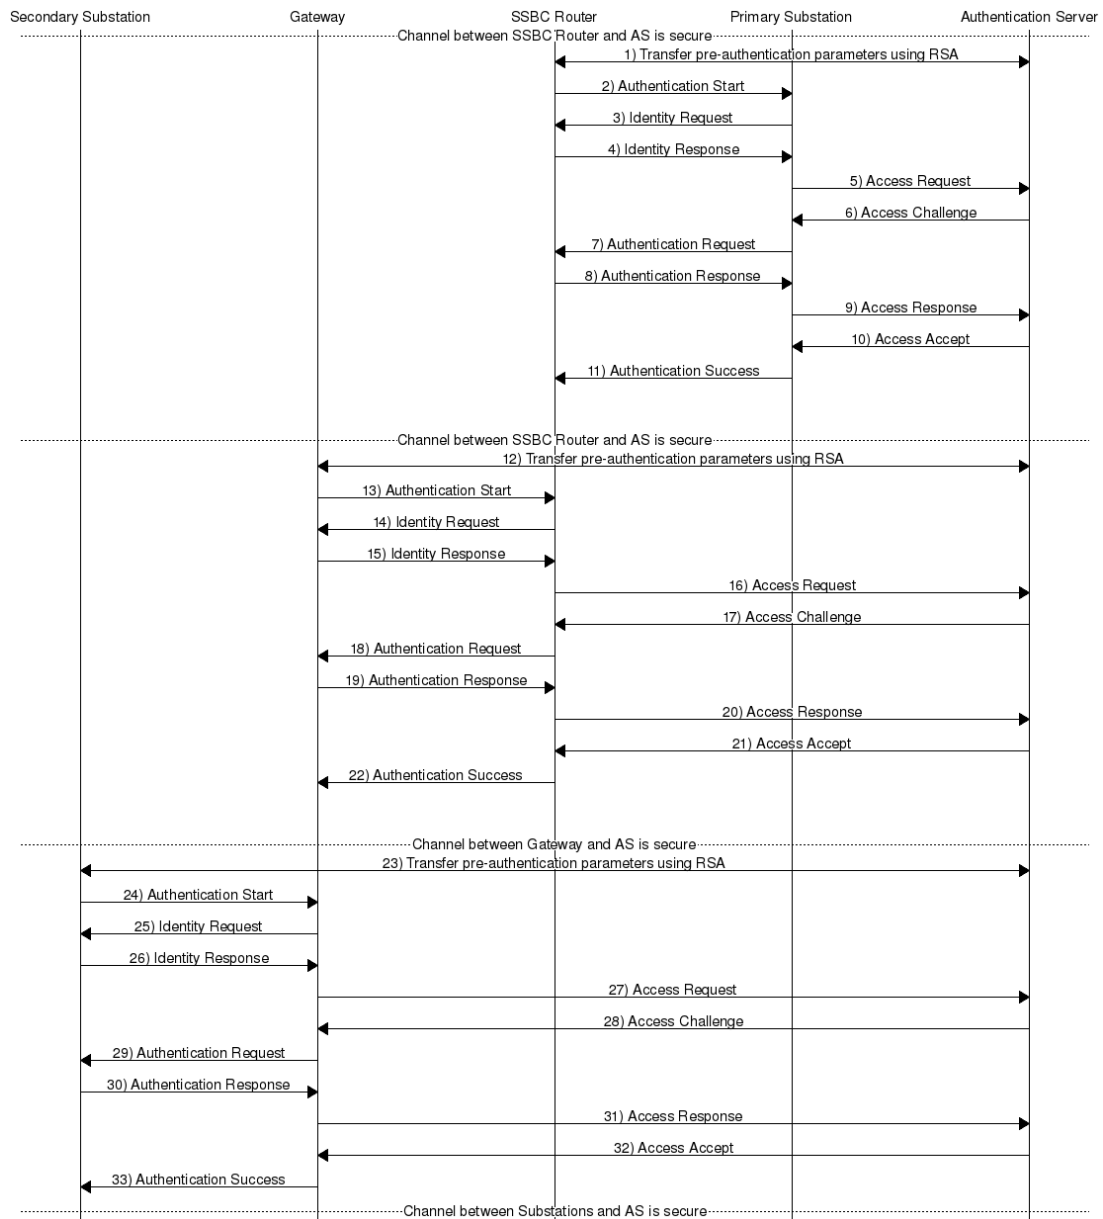 Secondary Substation Gateway SSBC Router Primary Substation Authentication Server
Channel between SSBC Router and AS is secure
1) Transfer pre-authentication parameters using RSA
2) Authentication Start
3) Identity Request
4) Identity Response
5) Access Request
6) Access Challenge
7) Authentication Request
8) Authentication Response
9) Access Response
10) Access Accept
11) Authentication Success
Channel between SSBC Router and AS is secure
12) Transfer pre-authentication parameters using RSA
13) Authentication Start
14) Identity Request
15) Identity Response
16) Access Request
17) Access Challenge
18) Authentication Request
19) Authentication Response
20) Access Response
21) Access Accept
22) Authentication Success
Channel between Gateway and AS is secure
23) Transfer pre-authentication parameters using RSA
24) Authentication Start
25) Identity Request
26) Identity Response
27) Access Request
28) Access Challenge
29) Authentication Request
30) Authentication Response
31) Access Response
32) Access Accept
33) Authentication Success
Channel between Substations and AS is secure